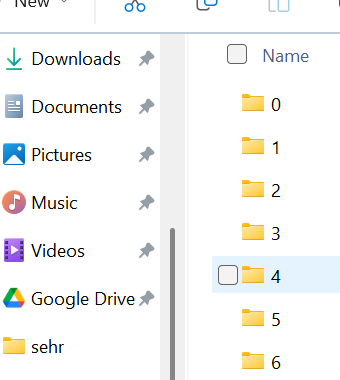 New
Downloads
Documents
Pictures
Music
Videos
Google Drive
sehr
Name
0
1
2
3
4
5
6